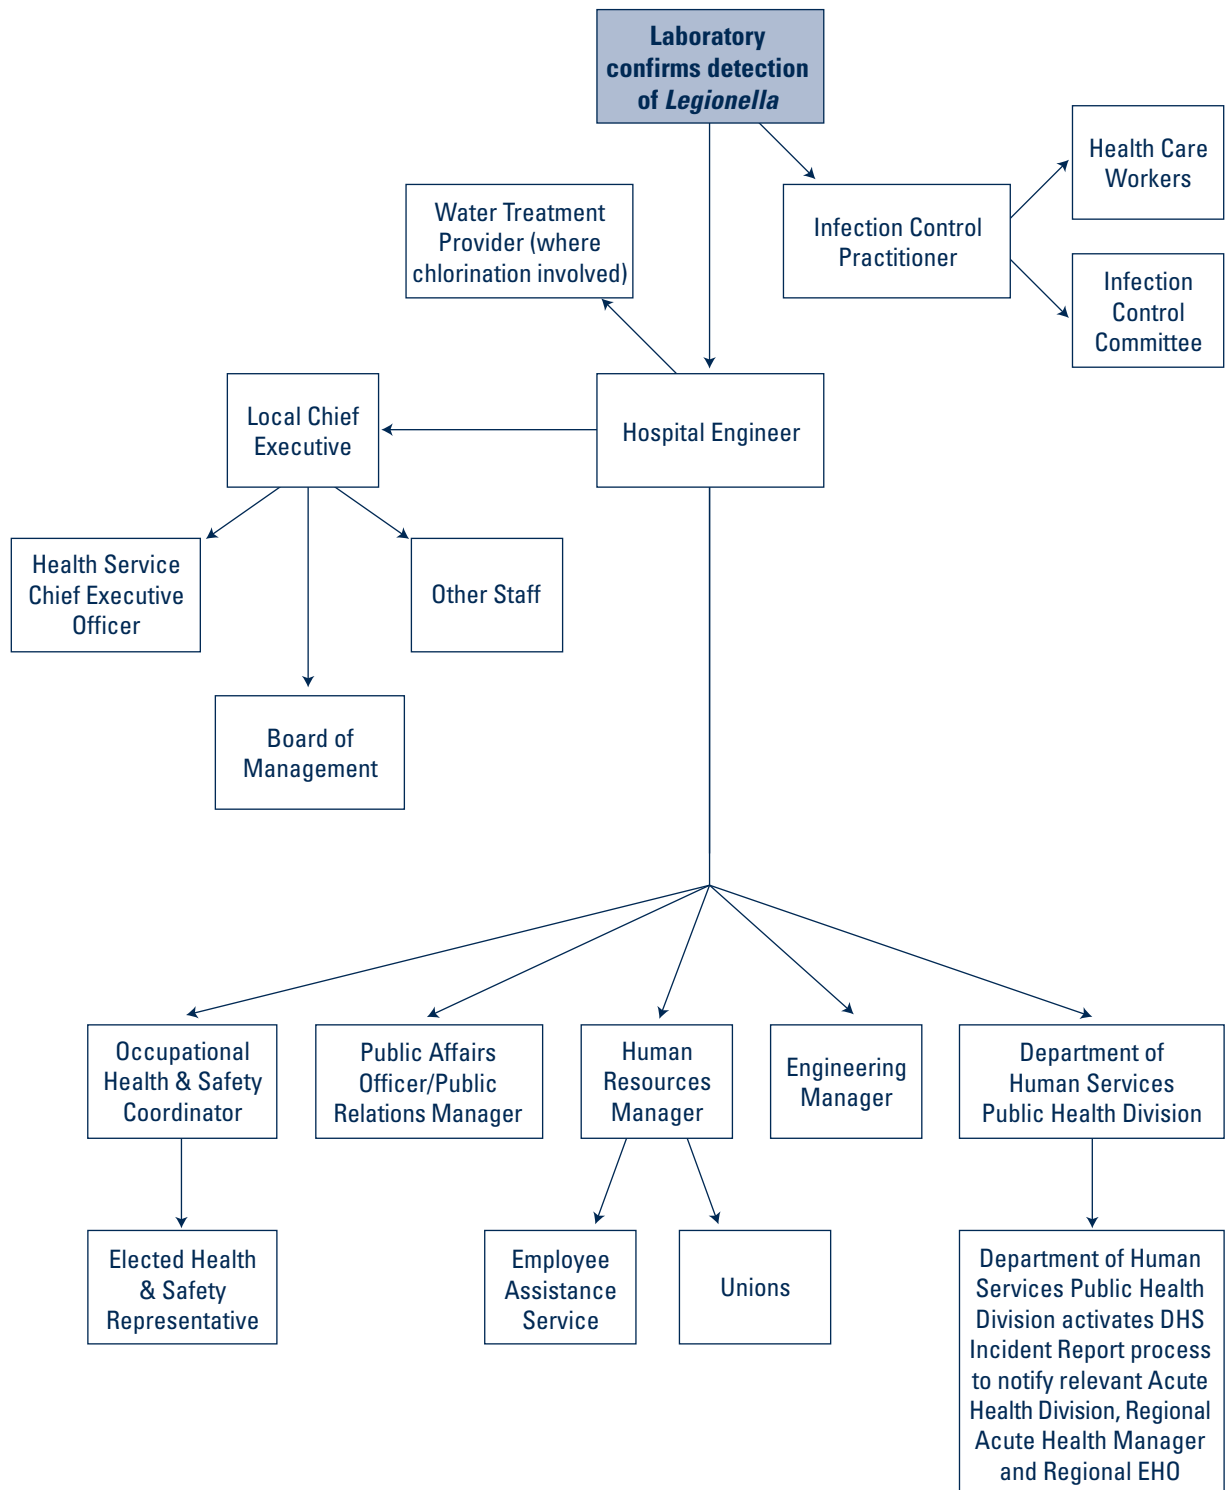 Laboratory
confirms detection
of Legionella
Health Care
Workers
Water Treatment
Provider (where
chlorination involved)
Infection Control
Practitioner
Infection
Control
Committee
Local Chief
Executive
Hospital Engineer
Health Service
Chief Executive
Officer
Other Staff
Board of
Management
Occupational
Health & Safety
Coordinator
Public Affairs
Officer/Public
Relations Manager
Human
Resources
Manager
Engineering
Manager
Department of
Human Services
Public Health Division
Elected Health
& Safety
Representative
Employee
Assistance
Service
Unions
Department of Human
Services Public Health
Division activates DHS
Incident Report process
to notify relevant Acute
Health Division, Regional
Acute Health Manager
and Regional EHO